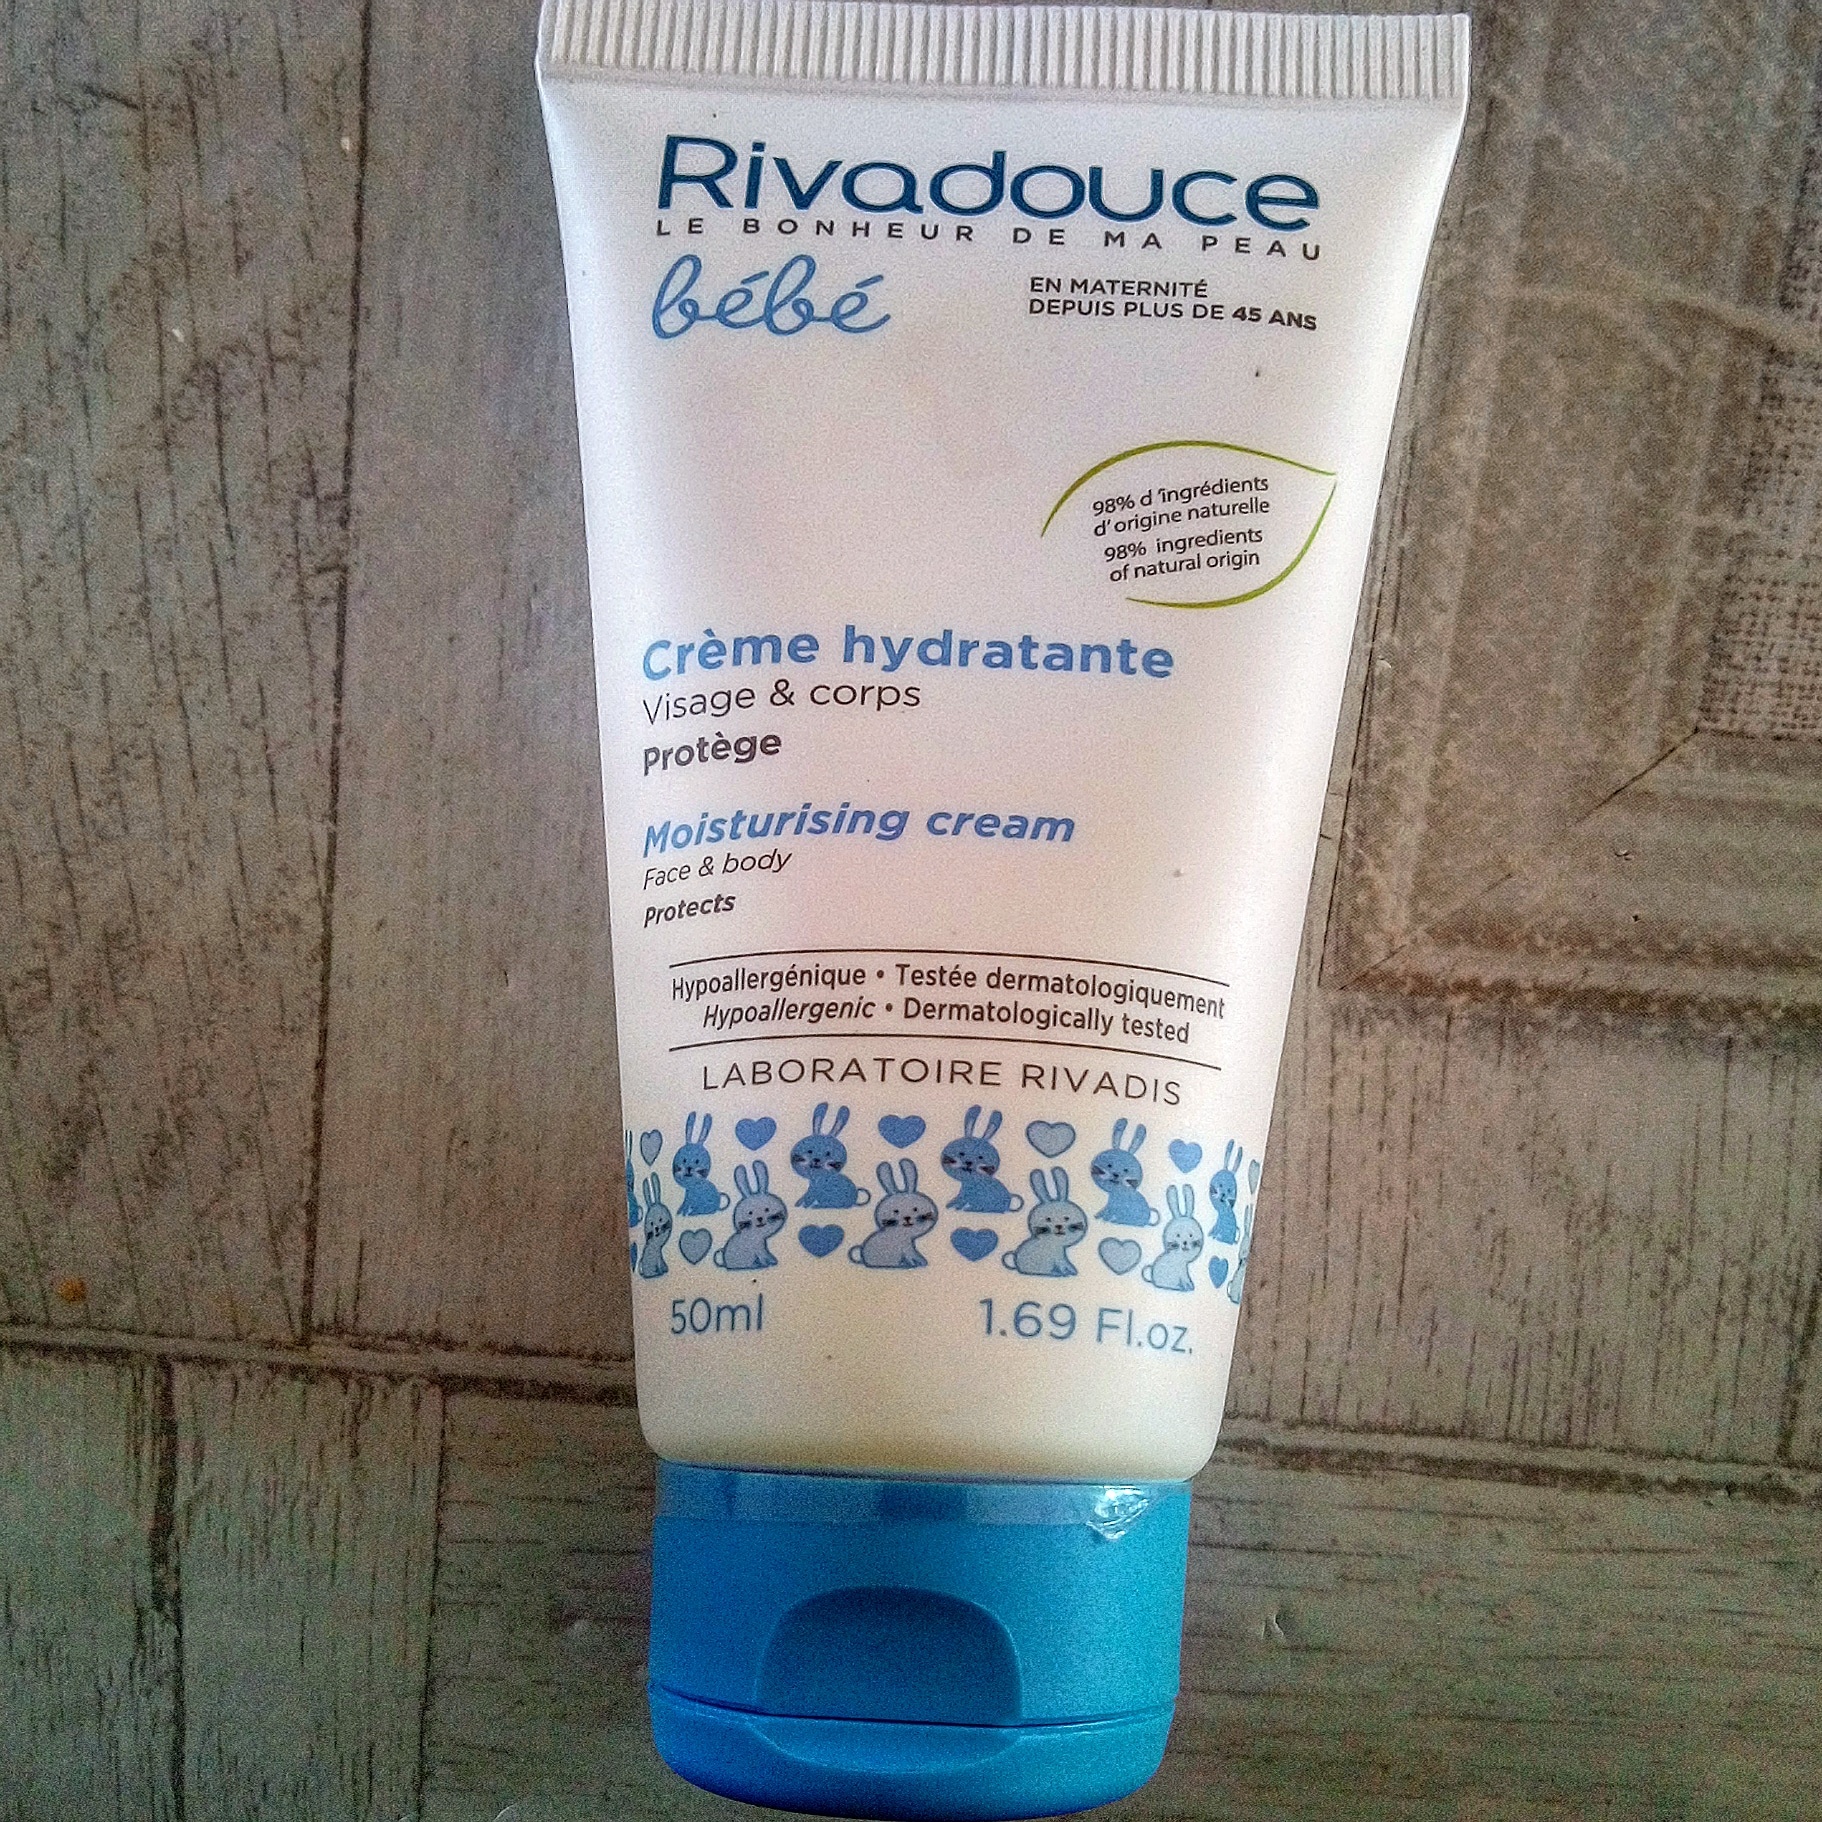 Rivadouce
LE BONHEUR DE MA PEAU
bébé
EN MATERNITÉ
DEPUIS PLUS DE 45 ANS
98% d'ingrédients
d'origine naturelle
98% ingredients
of natural origin
Crème hydratante
Visage & corps
Protège
Moisturising cream
Face & body
Protects
Hypoallergénique • Testée dermatologiquement
Hypoallergenic • Dermatologically tested
LABORATOIRE RIVADIS
50ml 1.69 Fl.oz.